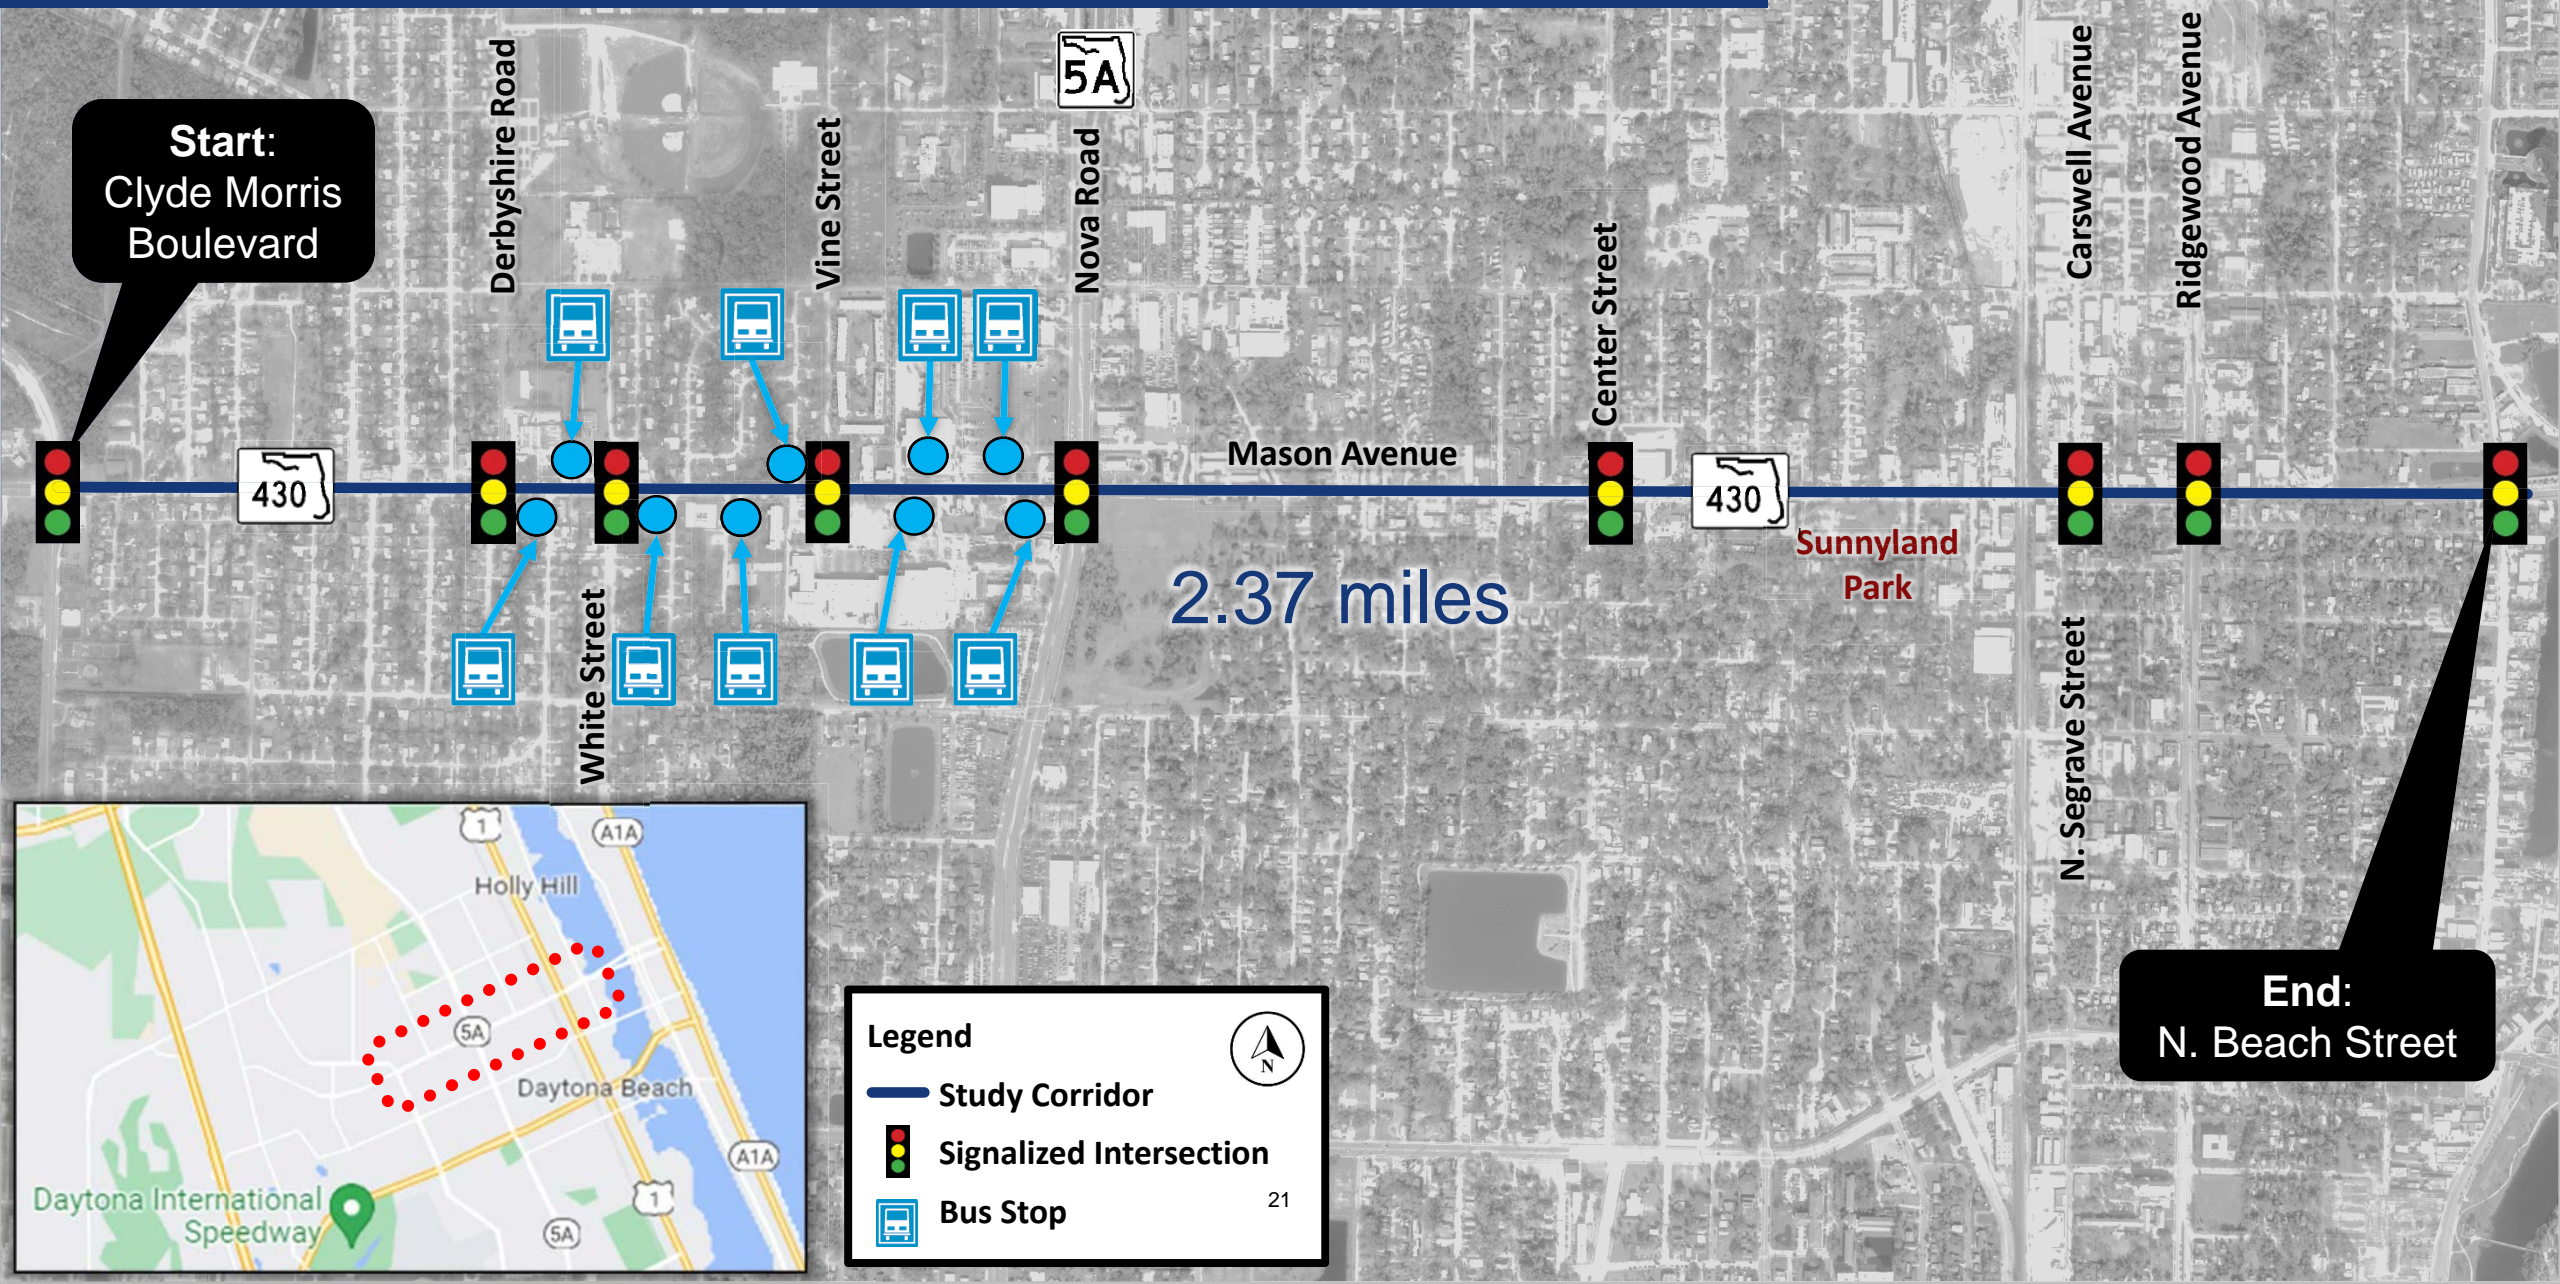 5A
Derbyshire Road
Vine Street
Nova Road
Center Street
Carswell Avenue
Ridgewood Avenue
Start:
Clyde Morris
Boulevard
430
Mason Avenue
430
Sunnyland
Park
2.37 miles
White Street
N. Segrave Street
End:
N. Beach Street
1
A1A
Holly Hill
5A
Daytona Beach
A1A
1
Daytona International
Speedway
5A
Legend
N
Study Corridor
Signalized Intersection
Bus Stop
21